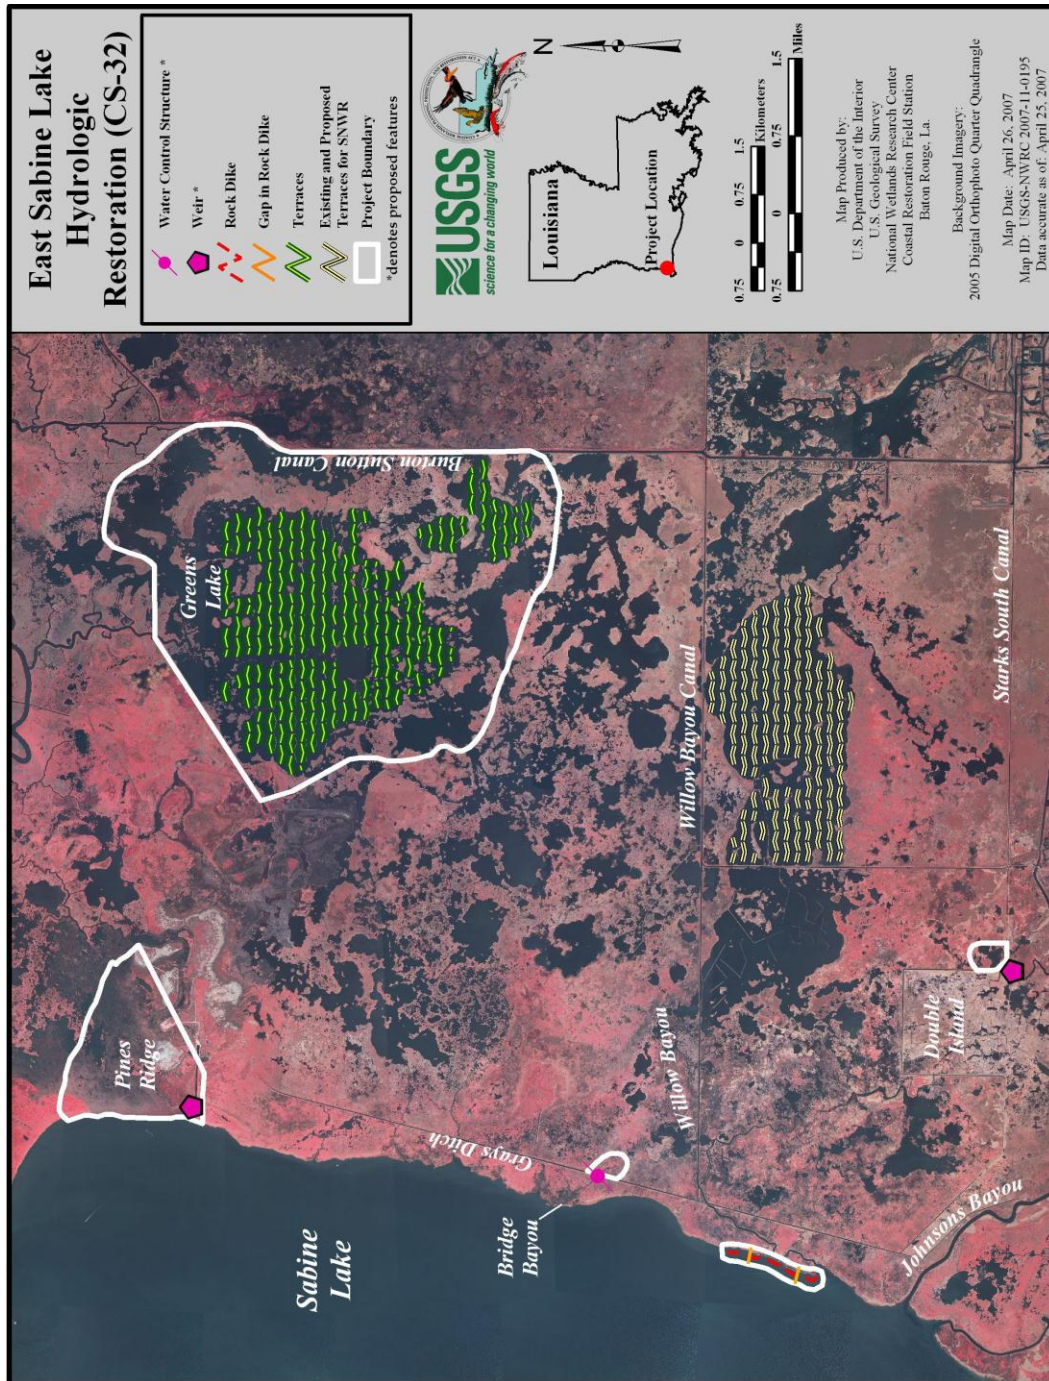 East Sabine Lake
Hydrologic
Restoration (CS-32)
Water Control Structure *
Weir *
Rock Dike
Gap in Rock Dike
Terraces
Existing and Proposed
Terraces for SNWR
Project Boundary
*denotes proposed features
USGS
science for a changing world
N
Louisiana
Project Location
0.75 0 0.75 1.5
Kilometers
0.75 0 0.75 1.5
Miles
Map Produced by:
U.S. Department of the Interior
U.S. Geological Survey
National Wetlands Research Center
Coastal Restoration Field Station
Baton Rouge, La.
Background Imagery:
2005 Digital Orthophoto Quarter Quadrangle
Map Date: April 26, 2007
Map ID: USGS-NWRC 2007-11-0195
Data accurate as of: April 25, 2007
Greens
Lake
Burton Sutton Canal
Pines
Ridge
Sabine
Lake
Grays Ditch
Bridge
Bayou
Willow Bayou
Willow Bayou Canal
Double
Island
Starks South Canal
Johnsons Bayou